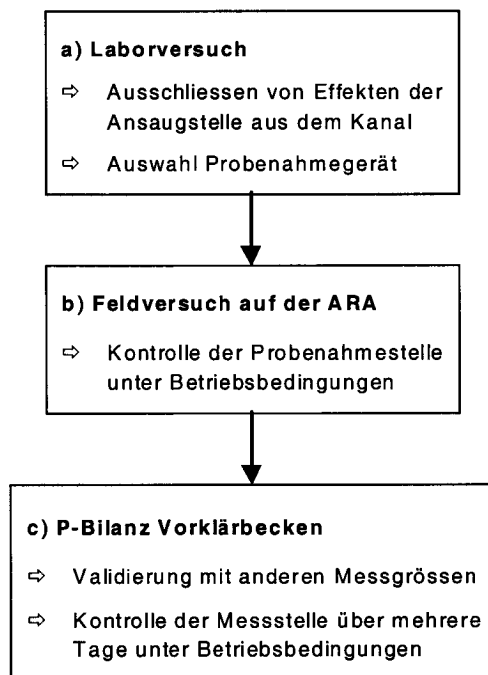 a) Laborversuch
⇨ Ausschliessen von Effekten der
Ansaugstelle aus dem Kanal
⇨ Auswahl Probenahmegerät
b) Feldversuch auf der ARA
⇨ Kontrolle der Probenahmestelle
unter Betriebsbedingungen
c) P-Bilanz Vorklärbecken
⇨ Validierung mit anderen Messgrössen
⇨ Kontrolle der Messstelle über mehrere
Tage unter Betriebsbedingungen